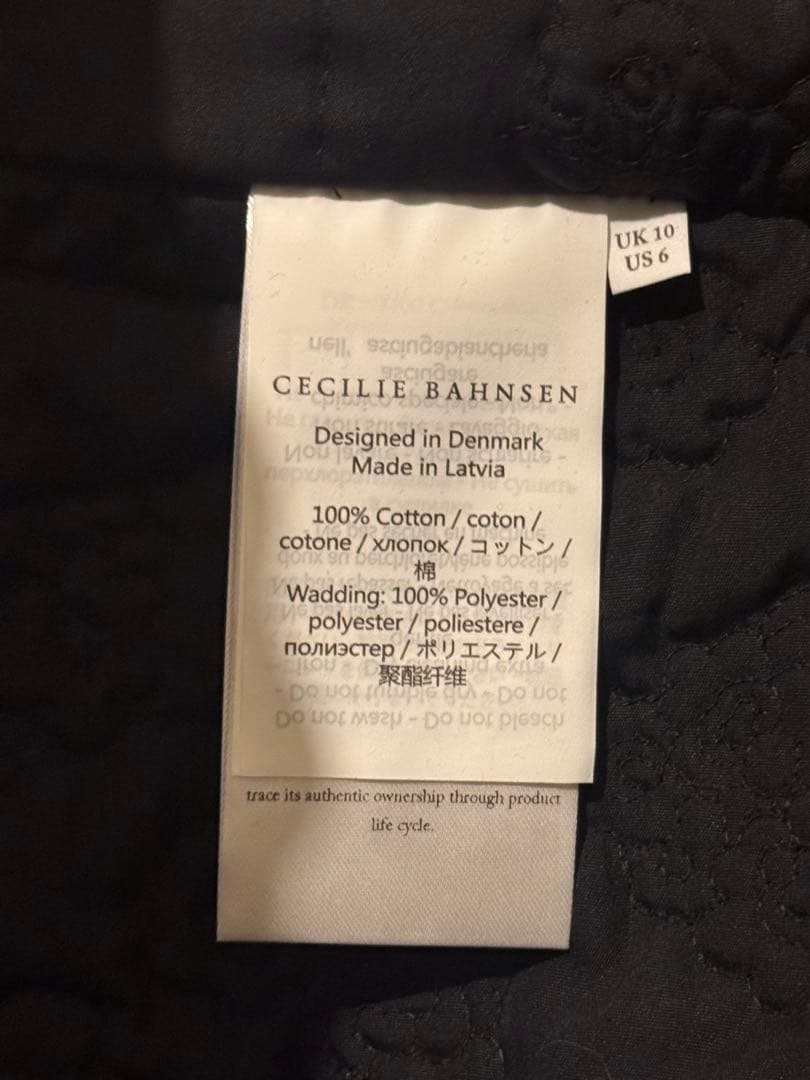 UK 10
US 6
CECILIE BAHNSEN
Designed in Denmark
Made in Latvia
100% Cotton / coton /
cotone / хлопок / コットン /
棉
Wadding: 100% Polyester /
polyester / poliestere /
полиэстер / ポリエステル /
聚酯纤维
trace its authentic ownership through product
life cycle.